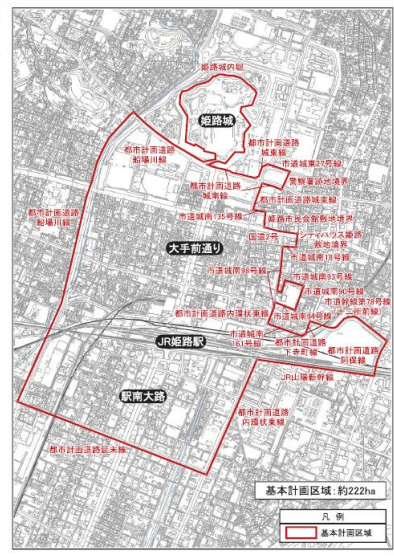 姫路城内堀
姫路城
都市計画道路
城東線
都市計画道路
船場川線
市道城東27号線
警察署跡地境界
都市計画道路
城南線
都市計画道路城東線
市道城南135号線
姫路市民会館敷地境界
都市計画道路
船場川線
国道2号
シティハウス姫路
敷地境界
大手前通り
市道城南18号線
市道城南98号線
市道城南93号線
市道城南90号線
市道幹線第78号線
(十二所前線)
都市計画道路内環状東線
市道城南94号線
市道城南
161号線
JR姫路駅
都市計画道路
下寺町線
都市計画道路
阿保線
JR山陽新幹線
駅南大路
都市計画道路
内環状東線
都市計画道路延末線
基本計画区域:約222ha
凡例
基本計画区域